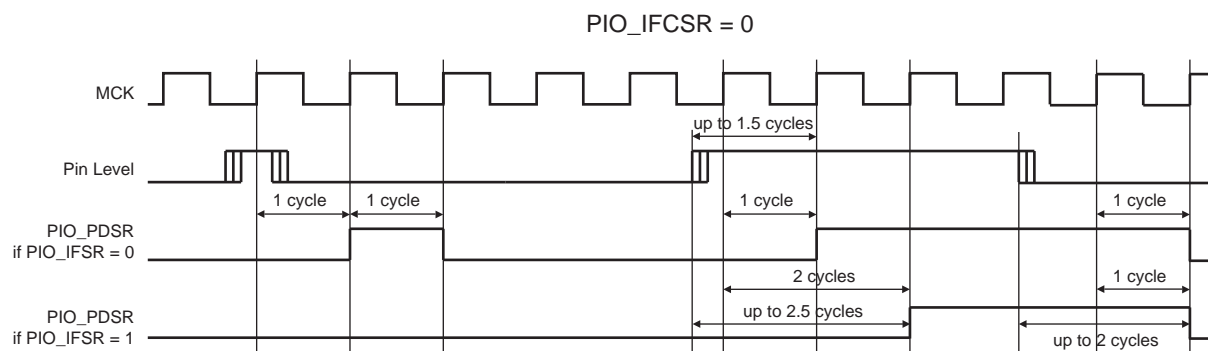 PIO_IFCSR = 0
MCK
up to 1.5 cycles
Pin Level
1 cycle
1 cycle
1 cycle
1 cycle
PIO_PDSR
if PIO_IFSR = 0
2 cycles
1 cycle
PIO_PDSR
if PIO_IFSR = 1
up to 2.5 cycles
up to 2 cycles